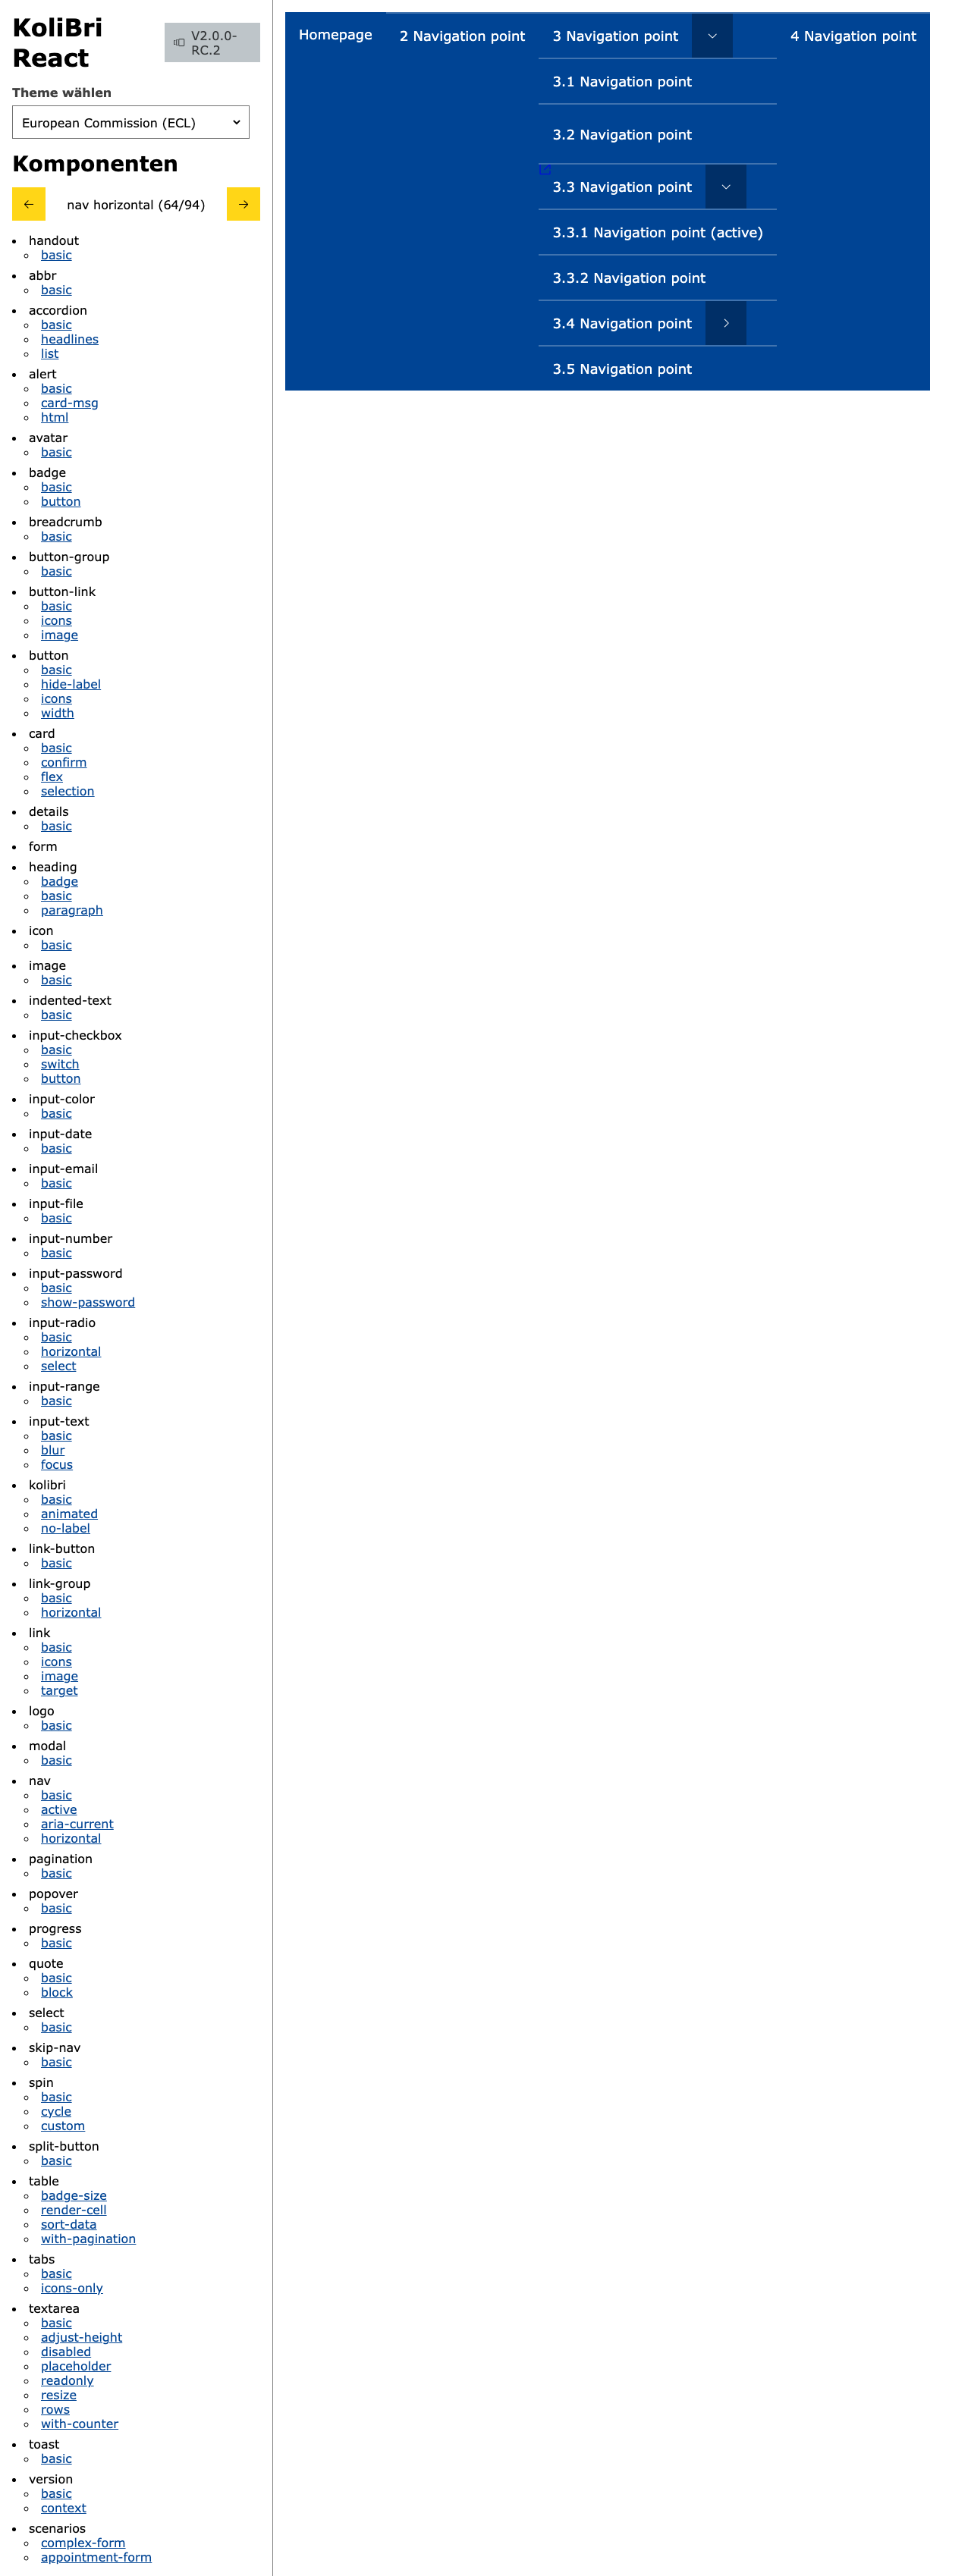 KoliBri
React
V2.0.0-
RC.2
Theme wählen
European Commission (ECL)
Komponenten
nav horizontal (64/94)
handout
basic
abbr
basic
accordion
basic
headlines
list
alert
basic
card-msg
html
avatar
basic
badge
basic
button
breadcrumb
basic
button-group
basic
button-link
basic
icons
image
button
basic
hide-label
icons
width
card
basic
confirm
flex
selection
details
basic
form
heading
badge
basic
paragraph
icon
basic
image
basic
indented-text
basic
input-checkbox
basic
switch
button
input-color
basic
input-date
basic
input-email
basic
input-file
basic
input-number
basic
input-password
basic
show-password
input-radio
basic
horizontal
select
input-range
basic
input-text
basic
blur
focus
kolibri
basic
animated
no-label
link-button
basic
link-group
basic
horizontal
link
basic
icons
image
target
logo
basic
modal
basic
nav
basic
active
aria-current
horizontal
pagination
basic
popover
basic
progress
basic
quote
basic
block
select
basic
skip-nav
basic
spin
basic
cycle
custom
split-button
basic
table
badge-size
render-cell
sort-data
with-pagination
tabs
basic
icons-only
textarea
basic
adjust-height
disabled
placeholder
readonly
resize
rows
with-counter
toast
basic
version
basic
context
scenarios
complex-form
appointment-form
Homepage
2 Navigation point
3 Navigation point
3.1 Navigation point
3.2 Navigation point
3.3 Navigation point
3.3.1 Navigation point (active)
3.3.2 Navigation point
3.4 Navigation point
3.5 Navigation point
4 Navigation point